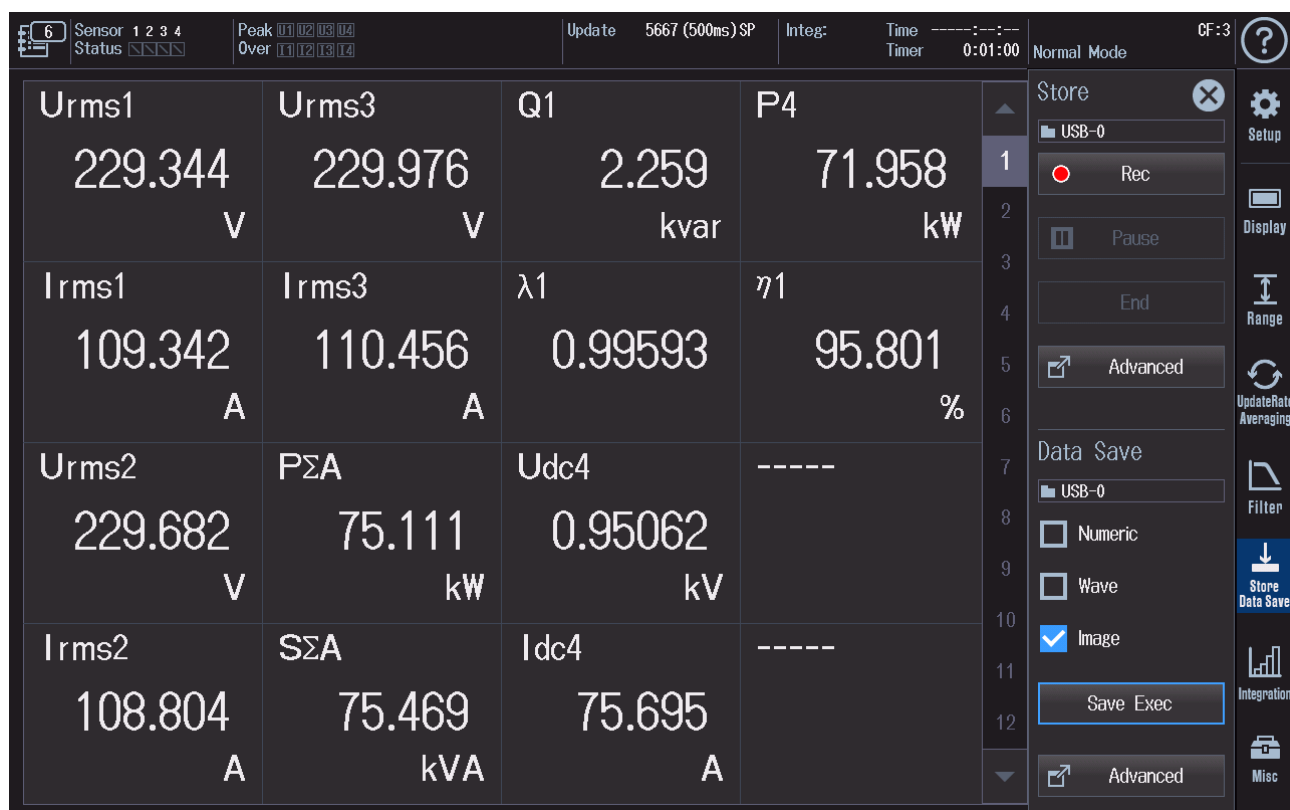 6 Sensor 1 2 3 4 Peak U1 U2 U3 U4 Update 5667 (500ms) SP Integ: Time -----:--:-- CF:3
Status Over I1 I2 I3 I4 Timer 0:01:00 Normal Mode ?
Urms1 Urms3 Q1 P4
229.344 229.976 2.259 71.958
V V kvar kW
Irms1 Irms3 λ1 η1
109.342 110.456 0.99593 95.801
A A %
Urms2 PΣA Udc4 -----
229.682 75.111 0.95062
V kW kV
Irms2 SΣA Idc4 -----
108.804 75.469 75.695
A kVA A
1
2
3
4
5
6
7
8
9
10
11
12
Store
USB-0
Rec
Pause
End
Advanced
Data Save
USB-0
Numeric
Wave
Image
Save Exec
Advanced
Setup
Display
Range
UpdateRate
Averaging
Filter
Store
Data Save
Integration
Misc